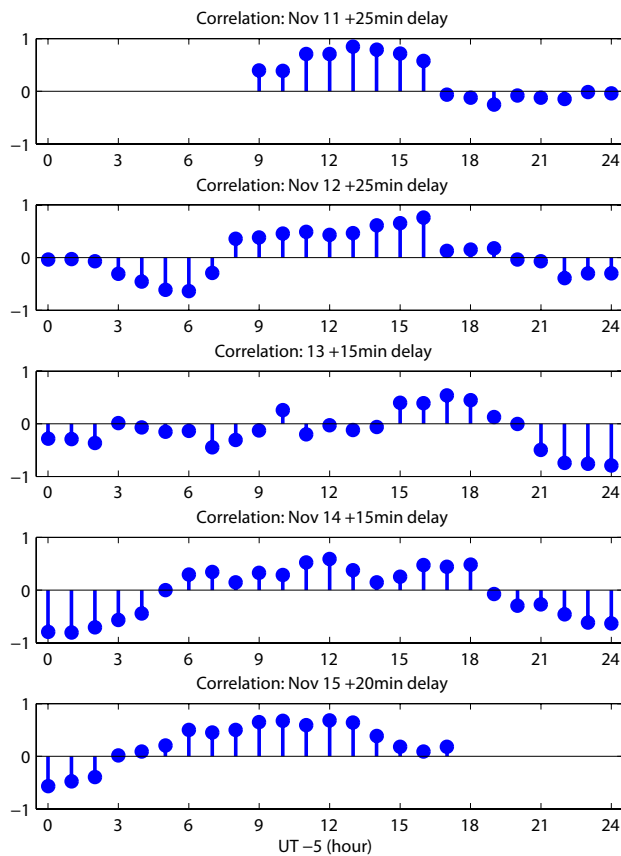 Correlation: Nov 11 +25min delay
1
0
−1
0 3 6 9 12 15 18 21 24
Correlation: Nov 12 +25min delay
1
0
−1
0 3 6 9 12 15 18 21 24
Correlation: 13 +15min delay
1
0
−1
0 3 6 9 12 15 18 21 24
Correlation: Nov 14 +15min delay
1
0
−1
0 3 6 9 12 15 18 21 24
Correlation: Nov 15 +20min delay
1
0
−1
0 3 6 9 12 15 18 21 24
UT −5 (hour)